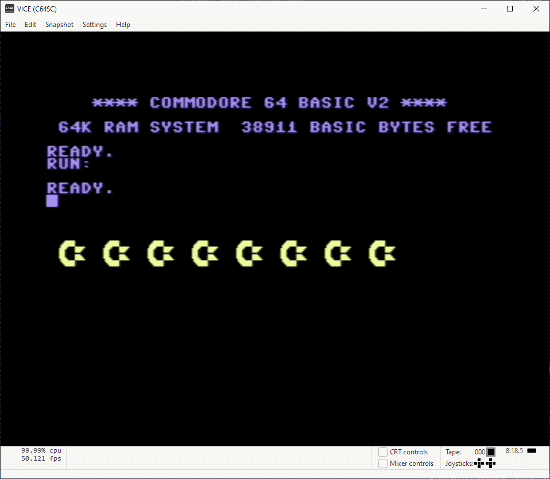 VICE (C64SC)
File Edit Snapshot Settings Help
**** COMMODORE 64 BASIC V2 ****
64K RAM SYSTEM 38911 BASIC BYTES FREE
READY.
RUN:
READY.
99.99% cpu
50.121 fps
CRT controls
Mixer controls
Tape: 000
Joysticks:
8:18.5